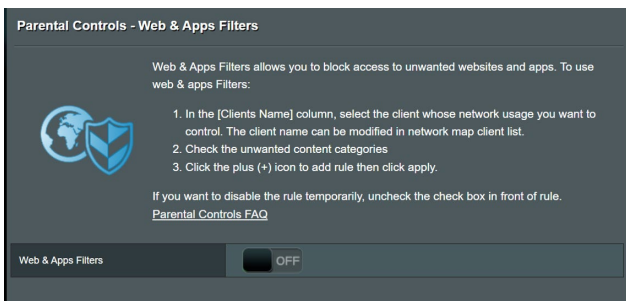 Parental Controls - Web & Apps Filters
Web & Apps Filters allows you to block access to unwanted websites and apps. To use
web & apps Filters:
1. In the [Clients Name] column, select the client whose network usage you want to
control. The client name can be modified in network map client list.
2. Check the unwanted content categories
3. Click the plus (+) icon to add rule then click apply.
If you want to disable the rule temporarily, uncheck the check box in front of rule.
Parental Controls FAQ
Web & Apps Filters OFF